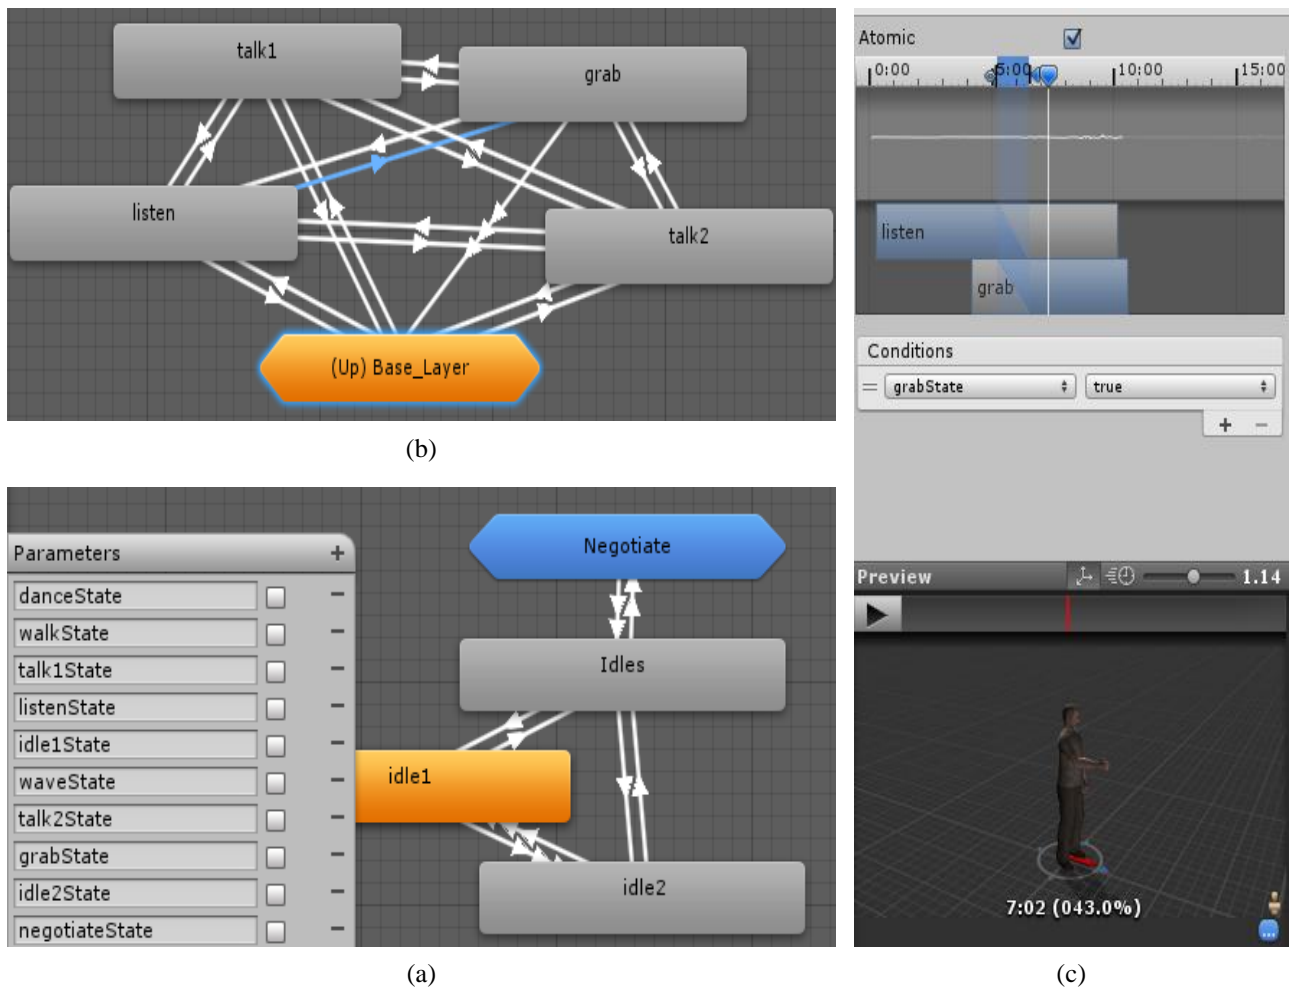 talk1
grab
listen
talk2
(Up) Base_Layer
(b)
Parameters +
danceState
walkState
talk1State
listenState
idle1State
waveState
talk2State
grabState
idle2State
negotiateState
Negotiate
Idles
idle1
idle2
(a)
Atomic
0:00 5:00 10:00 15:00
listen
grab
Conditions
= grabState true
+ −
Preview 1.14
7:02 (043.0%)
(c)